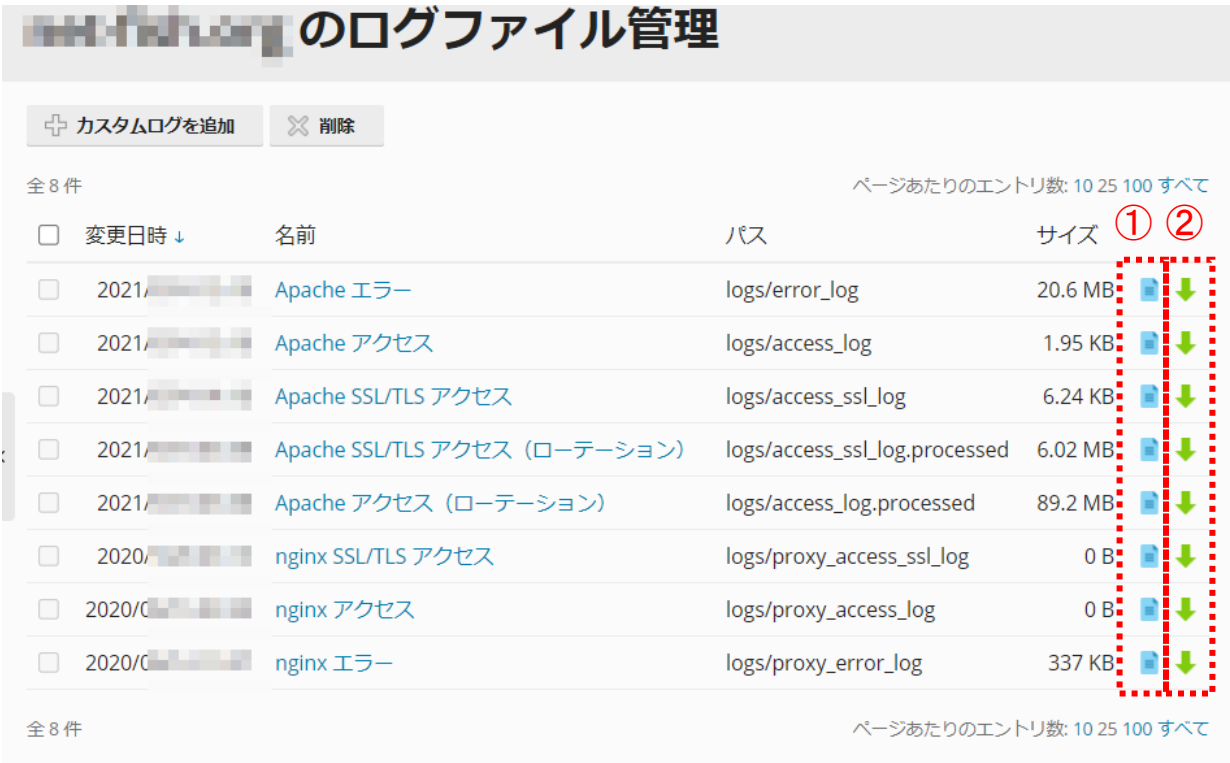 のログファイル管理
カスタムログを追加 削除
全 8 件 ページあたりのエントリ数: 10 25 100 すべて
① ②
変更日時 ↓ 名前 パス サイズ
2021/ Apache エラー logs/error_log 20.6 MB
2021/ Apache アクセス logs/access_log 1.95 KB
2021/ Apache SSL/TLS アクセス logs/access_ssl_log 6.24 KB
2021/ Apache SSL/TLS アクセス（ローテーション） logs/access_ssl_log.processed 6.02 MB
2021/ Apache アクセス（ローテーション） logs/access_log.processed 89.2 MB
2020/ nginx SSL/TLS アクセス logs/proxy_access_ssl_log 0 B
2020/0 nginx アクセス logs/proxy_access_log 0 B
2020/0 nginx エラー logs/proxy_error_log 337 KB
全 8 件 ページあたりのエントリ数: 10 25 100 すべて